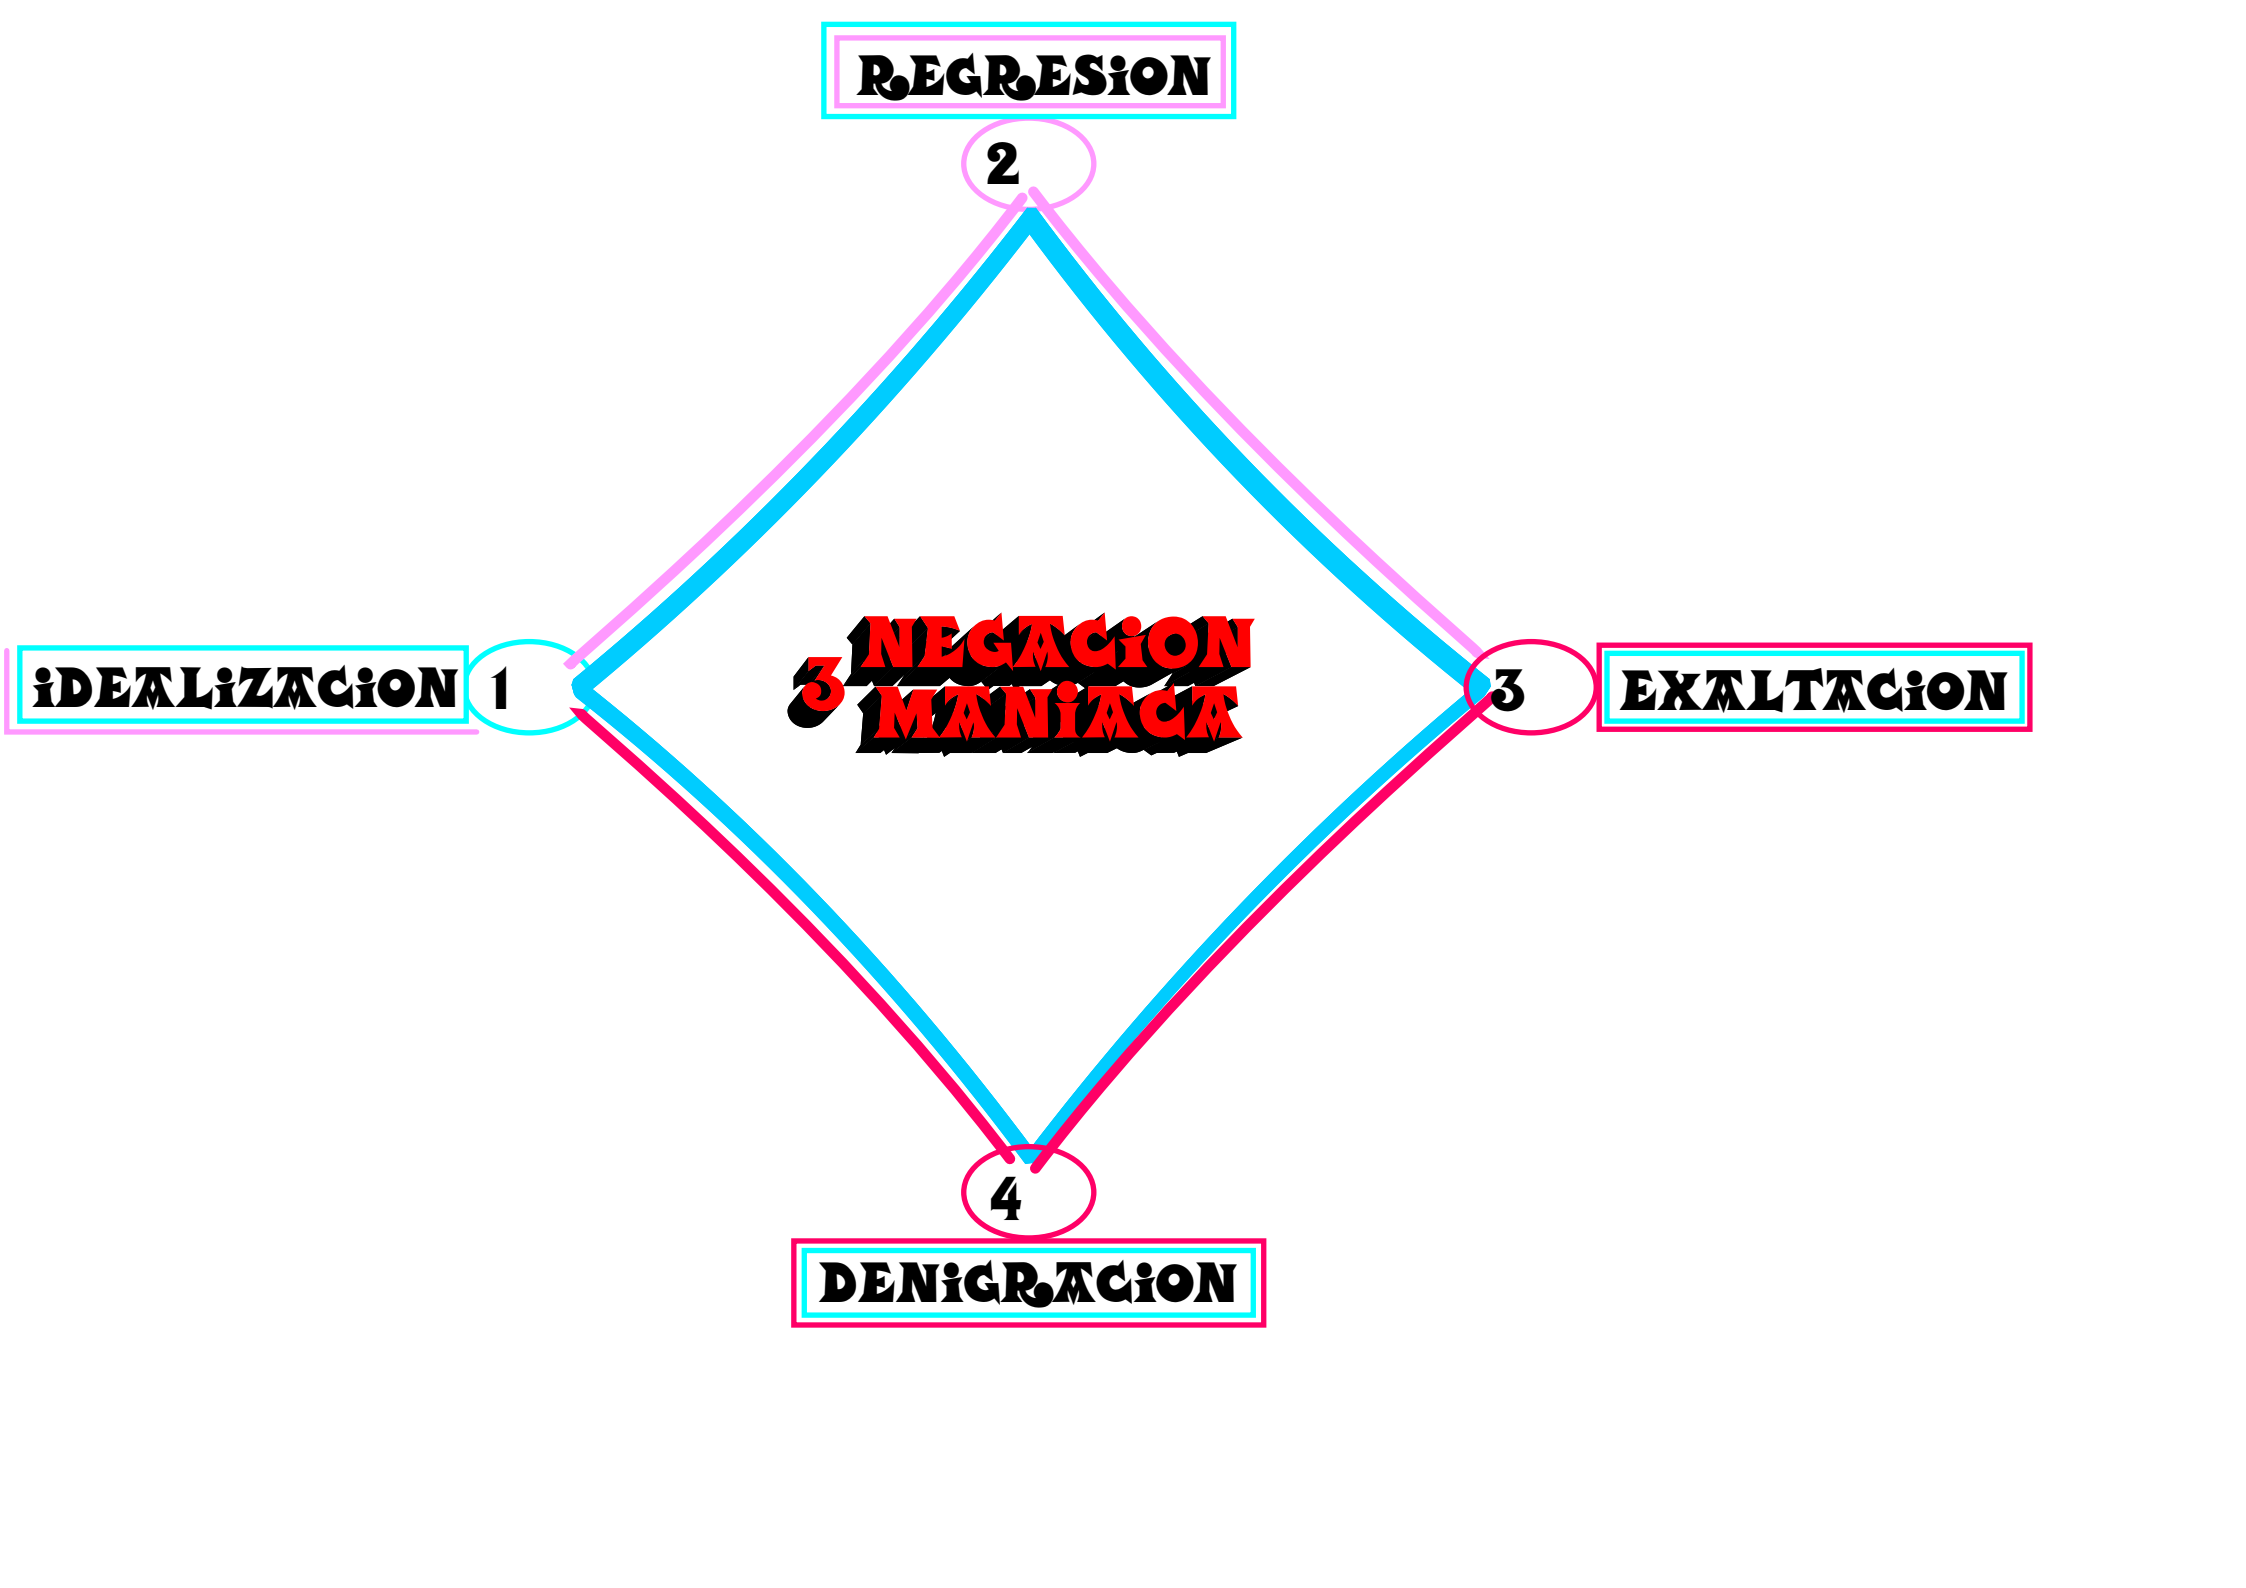 REGRESiON
2
NEGACiON
3
MANiACA
iDEALiZACiON
1
3
EXALTACiON
4
DENiGRACiON